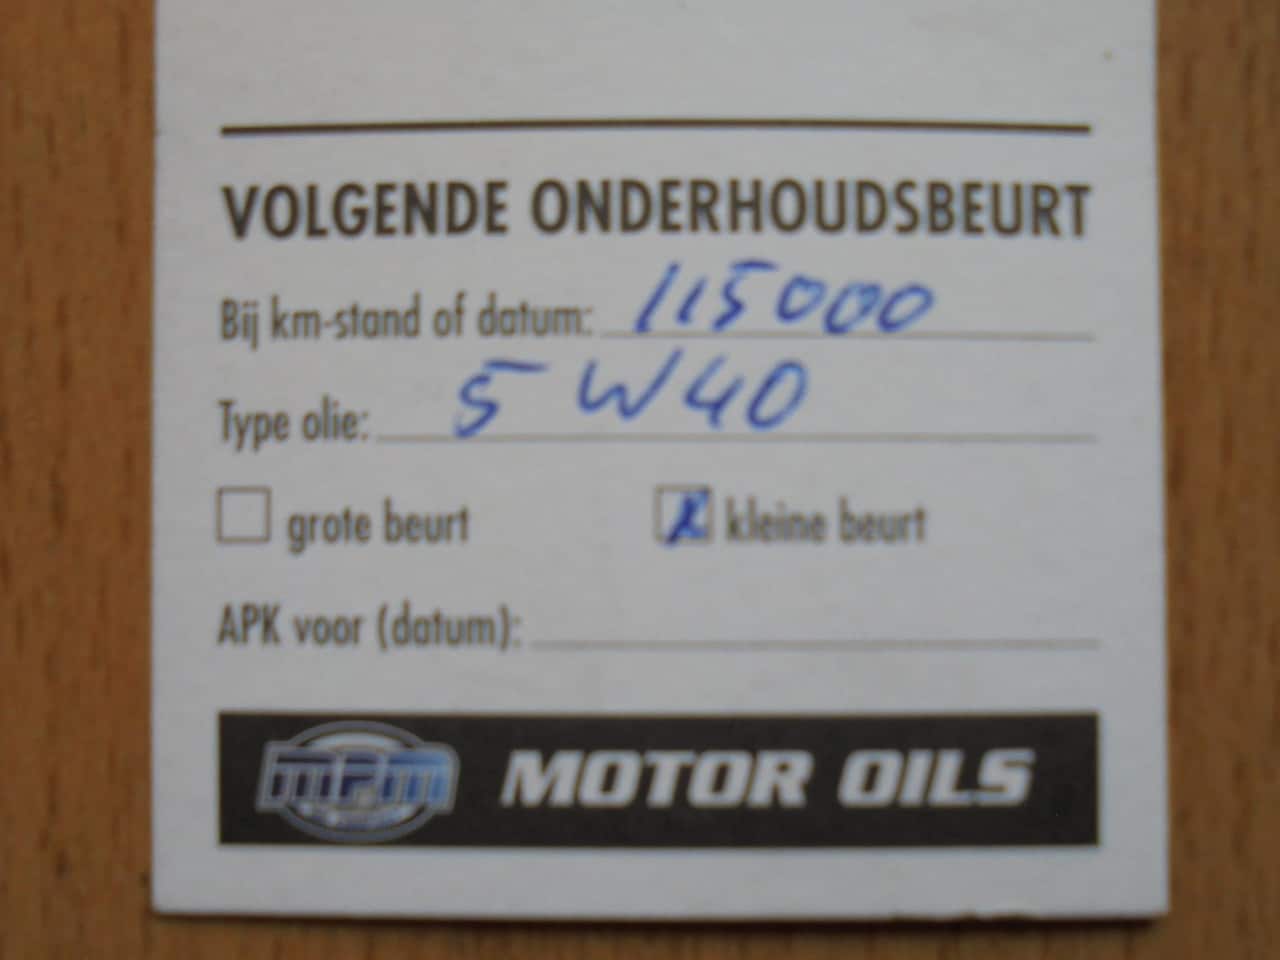 VOLGENDE ONDERHOUDSBEURT
Bij km-stand of datum: 115000
Type olie: 5 W40
grote beurt
x kleine beurt
APK voor (datum):
MPM MOTOR OILS